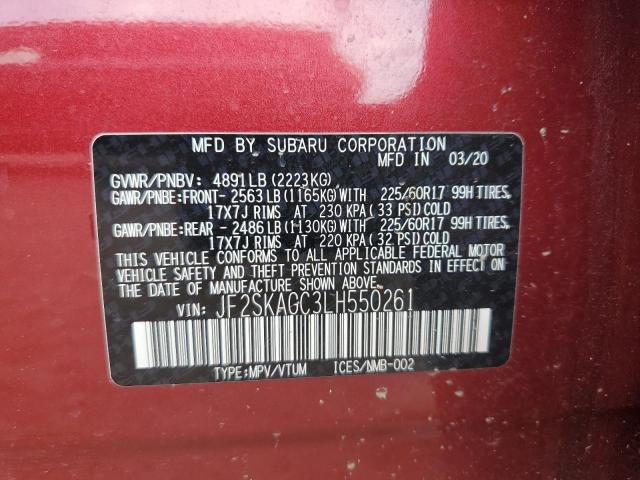 MFD BY SUBARU CORPORATION
MFD IN 03/20
GVWR/PNBV: 4891LB (2223KG)
GAWR/PNBE:FRONT- 2563 LB (1165KG)WITH 225/60R17 99H TIRES
17X7J RIMS AT 230 KPA (33 PSI)COLD
GAWR/PNBE:REAR - 2486 LB (1130KG)WITH 225/60R17 99H TIRES
17X7J RIMS AT 220 KPA (32 PSI)COLD
THIS VEHICLE CONFORMS TO ALL APPLICABLE FEDERAL MOTOR
VEHICLE SAFETY AND THEFT PREVENTION STANDARDS IN EFFECT ON
THE DATE OF MANUFACTURE SHOWN ABOVE.
VIN: JF2SKAGC3LH550261
TYPE:MPV/VTUM ICES/NMB-002